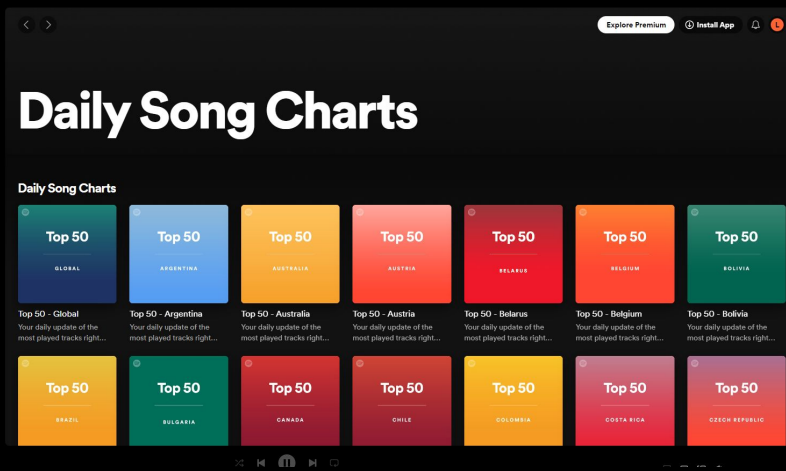 Explore Premium
Install App
L
Daily Song Charts
Daily Song Charts
Top 50
GLOBAL
Top 50
ARGENTINA
Top 50
AUSTRALIA
Top 50
AUSTRIA
Top 50
BELARUS
Top 50
BELGIUM
Top 50
BOLIVIA
Top 50 - Global
Your daily update of the
most played tracks right...
Top 50 - Argentina
Your daily update of the
most played tracks right...
Top 50 - Australia
Your daily update of the
most played tracks right...
Top 50 - Austria
Your daily update of the
most played tracks right...
Top 50 - Belarus
Your daily update of the
most played tracks right...
Top 50 - Belgium
Your daily update of the
most played tracks right...
Top 50 - Bolivia
Your daily update of the
most played tracks right...
Top 50
BRAZIL
Top 50
BULGARIA
Top 50
CANADA
Top 50
CHILE
Top 50
COLOMBIA
Top 50
COSTA RICA
Top 50
CZECH REPUBLIC